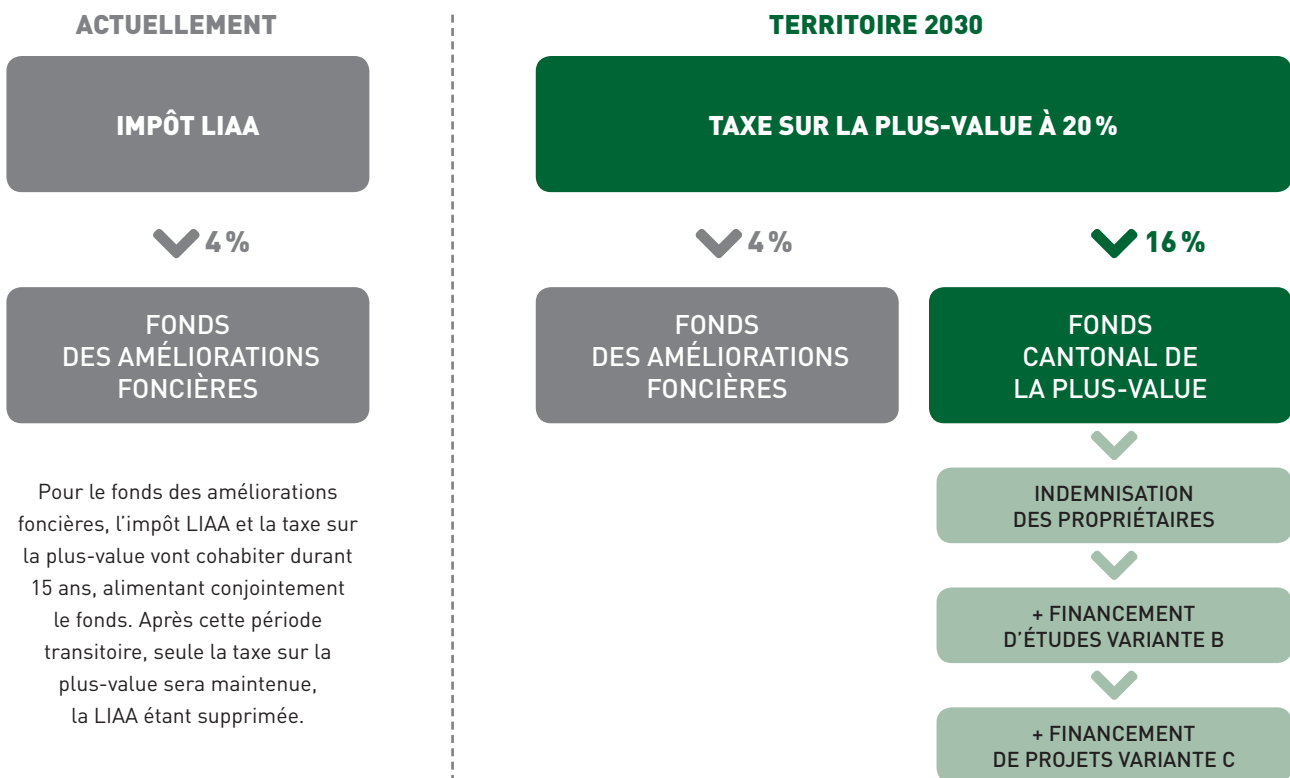 ACTUELLEMENT
IMPÔT LIAA
4 %
FONDS
DES AMÉLIORATIONS
FONCIÈRES
Pour le fonds des améliorations
foncières, l’impôt LIAA et la taxe sur
la plus-value vont cohabiter durant
15 ans, alimentant conjointement
le fonds. Après cette période
transitoire, seule la taxe sur la
plus-value sera maintenue,
la LIAA étant supprimée.
TERRITOIRE 2030
TAXE SUR LA PLUS-VALUE À 20 %
4 %
FONDS
DES AMÉLIORATIONS
FONCIÈRES
16 %
FONDS
CANTONAL DE
LA PLUS-VALUE
INDEMNISATION
DES PROPRIÉTAIRES
+ FINANCEMENT
D’ÉTUDES VARIANTE B
+ FINANCEMENT
DE PROJETS VARIANTE C